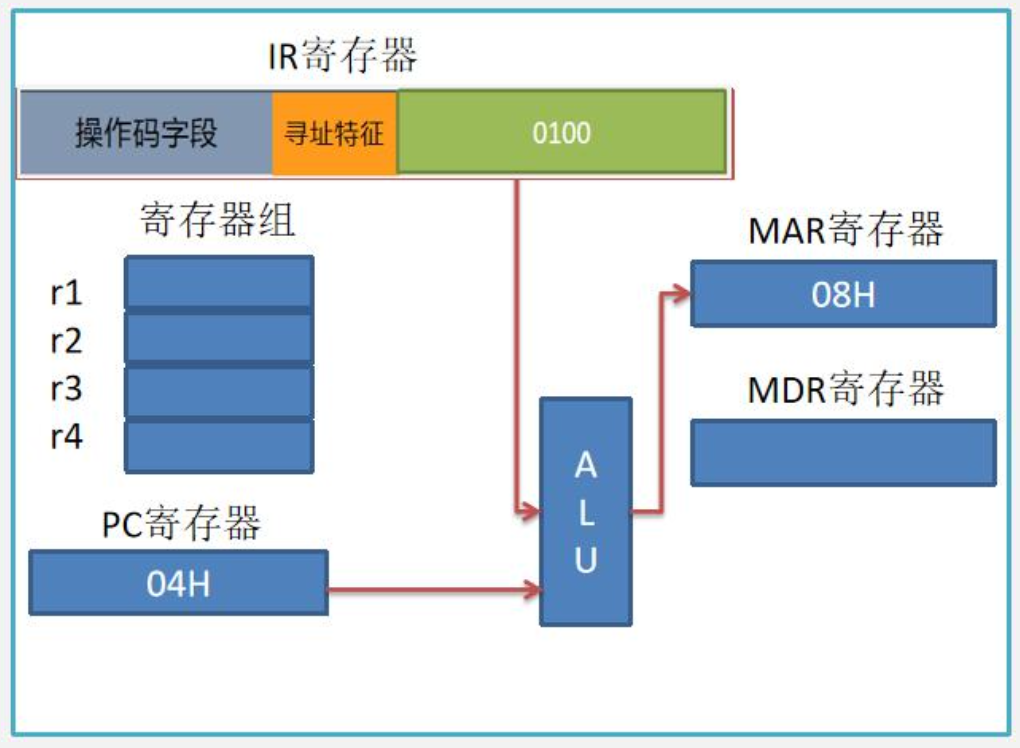 IR寄存器
操作码字段
寻址特征
0100
寄存器组
r1
r2
r3
r4
PC寄存器
04H
A
L
U
MAR寄存器
08H
MDR寄存器